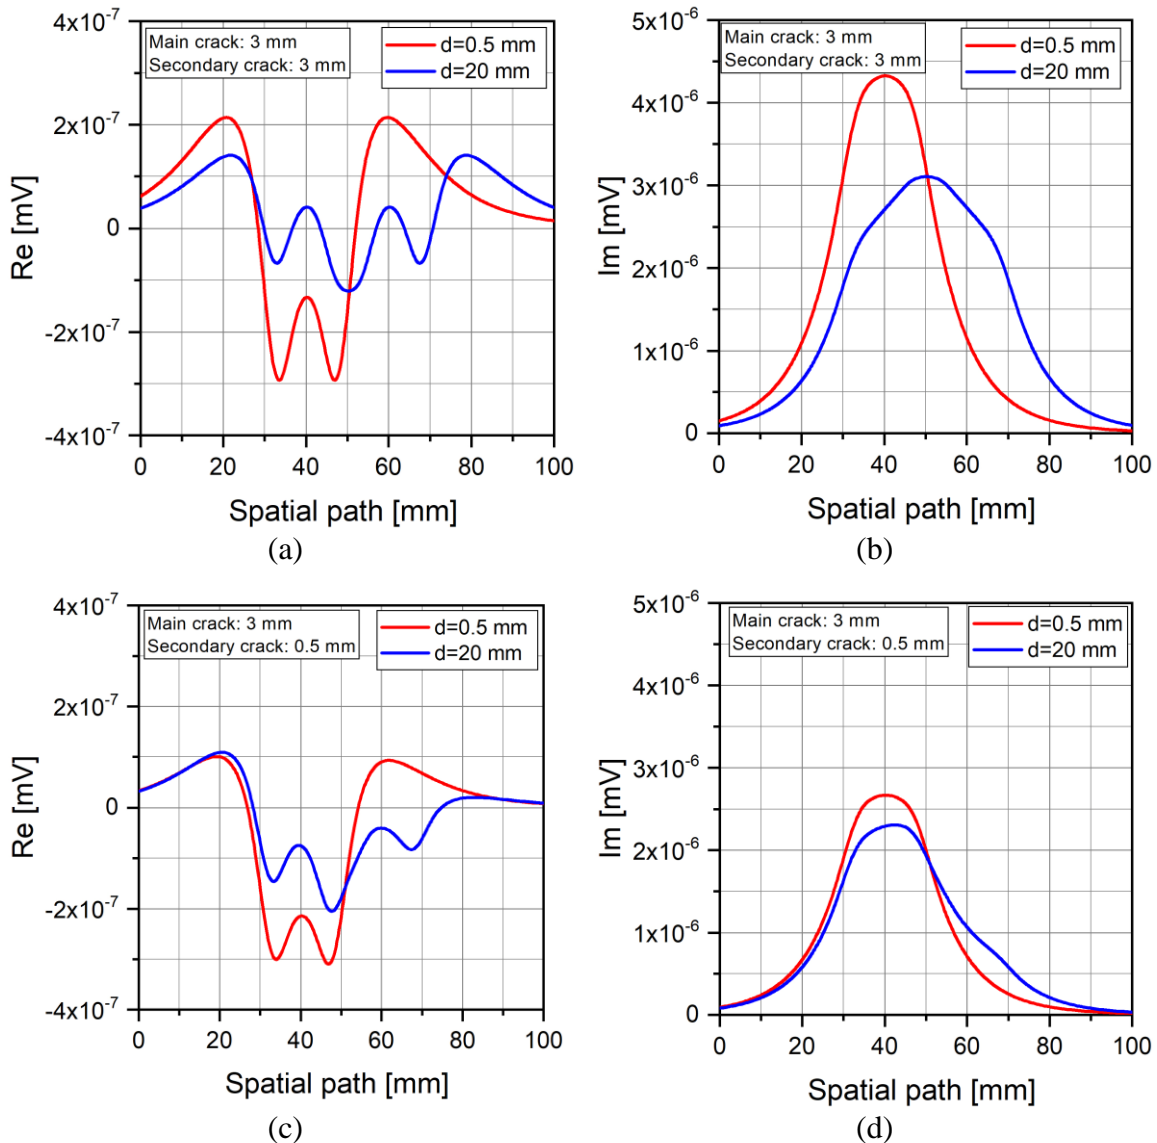 Main crack: 3 mm
Secondary crack: 3 mm
d=0.5 mm
d=20 mm
4x10⁻⁷
2x10⁻⁷
0
-2x10⁻⁷
-4x10⁻⁷
Re [mV]
0 20 40 60 80 100
Spatial path [mm]
(a)
Main crack: 3 mm
Secondary crack: 3 mm
d=0.5 mm
d=20 mm
5x10⁻⁶
4x10⁻⁶
3x10⁻⁶
2x10⁻⁶
1x10⁻⁶
0
Im [mV]
0 20 40 60 80 100
Spatial path [mm]
(b)
Main crack: 3 mm
Secondary crack: 0.5 mm
d=0.5 mm
d=20 mm
4x10⁻⁷
2x10⁻⁷
0
-2x10⁻⁷
-4x10⁻⁷
Re [mV]
0 20 40 60 80 100
Spatial path [mm]
(c)
Main crack: 3 mm
Secondary crack: 0.5 mm
d=0.5 mm
d=20 mm
5x10⁻⁶
4x10⁻⁶
3x10⁻⁶
2x10⁻⁶
1x10⁻⁶
0
Im [mV]
0 20 40 60 80 100
Spatial path [mm]
(d)